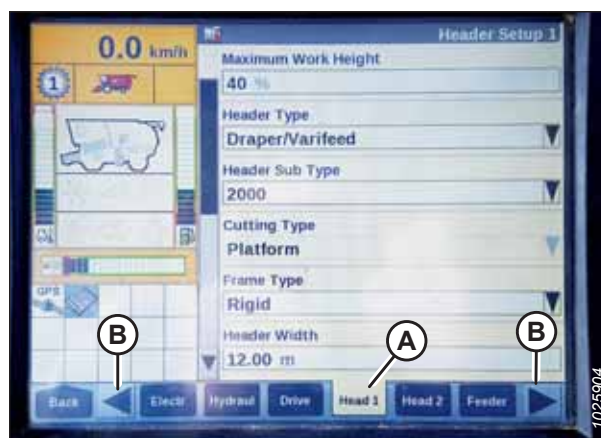 0.0 km/h
Header Setup 1
Maximum Work Height
40 %
1
Header Type
Draper/Varifeed
Header Sub Type
2000
Cutting Type
Platform
Frame Type
Rigid
GPS
Header Width
12.00 m
B
A
B
Back
Electr
Hydraul
Drive
Head 1
Head 2
Feeder
1025904